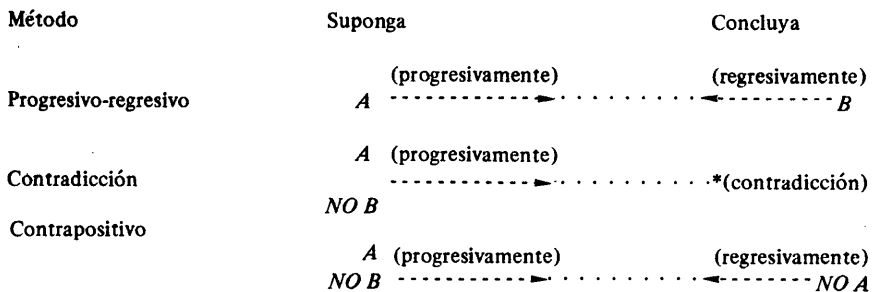 Método Suponga Concluya
(progresivamente) (regresivamente)
Progresivo-regresivo A B
A (progresivamente)
Contradicción *(contradicción)
NO B
Contrapositivo
A (progresivamente) (regresivamente)
NO B NO A